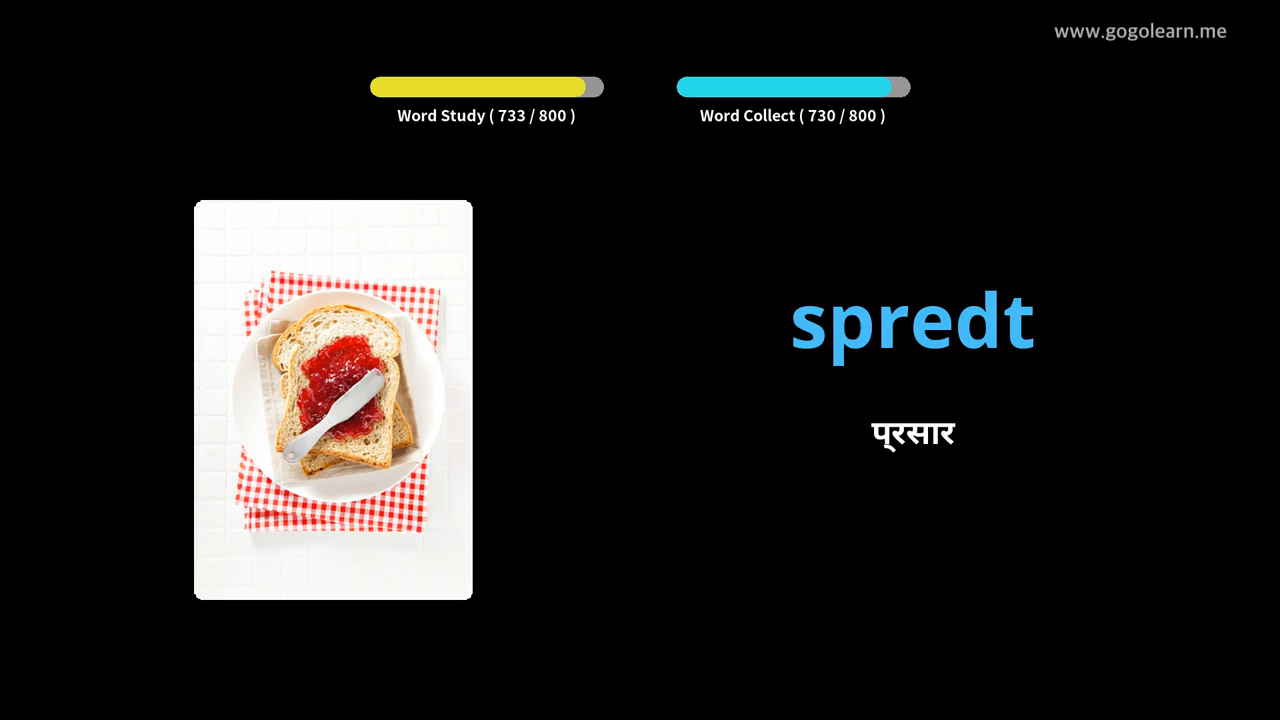 www.gogolearn.me
Word Study ( 733 / 800 )
Word Collect ( 730 / 800 )
spredt
प्रसार